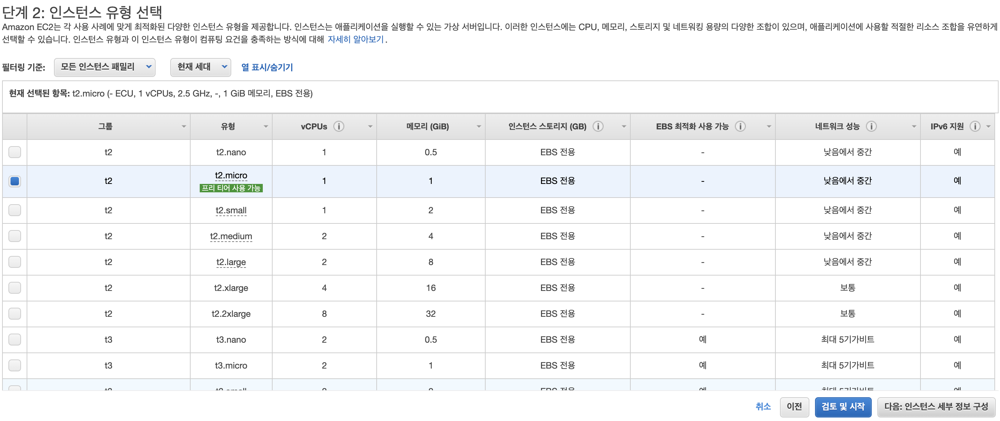 단계 2: 인스턴스 유형 선택
Amazon EC2는 각 사용 사례에 맞게 최적화된 다양한 인스턴스 유형을 제공합니다. 인스턴스는 애플리케이션을 실행할 수 있는 가상 서버입니다. 이러한 인스턴스에는 CPU, 메모리, 스토리지 및 네트워킹 용량의 다양한 조합이 있으며, 애플리케이션에 사용할 적절한 리소스 조합을 유연하게
선택할 수 있습니다. 인스턴스 유형과 이 인스턴스 유형이 컴퓨팅 요건을 충족하는 방식에 대해 자세히 알아보기.
필터링 기준: 모든 인스턴스 패밀리 현재 세대 열 표시/숨기기
현재 선택된 항목: t2.micro (- ECU, 1 vCPUs, 2.5 GHz, -, 1 GiB 메모리, EBS 전용)
그룹 유형 vCPUs 메모리 (GiB) 인스턴스 스토리지 (GB) EBS 최적화 사용 가능 네트워크 성능 IPv6 지원
t2 t2.nano 1 0.5 EBS 전용 - 낮음에서 중간 예
t2 t2.micro 1 1 EBS 전용 - 낮음에서 중간 예
프리 티어 사용 가능
t2 t2.small 1 2 EBS 전용 - 낮음에서 중간 예
t2 t2.medium 2 4 EBS 전용 - 낮음에서 중간 예
t2 t2.large 2 8 EBS 전용 - 낮음에서 중간 예
t2 t2.xlarge 4 16 EBS 전용 - 보통 예
t2 t2.2xlarge 8 32 EBS 전용 - 보통 예
t3 t3.nano 2 0.5 EBS 전용 예 최대 5기가비트 예
t3 t3.micro 2 1 EBS 전용 예 최대 5기가비트 예
취소 이전 검토 및 시작 다음: 인스턴스 세부 정보 구성